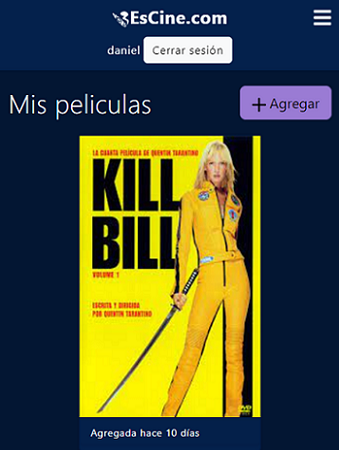 EsCine.com
daniel Cerrar sesión
Mis peliculas
+ Agregar
LA CUARTA PELÍCULA DE QUENTIN TARANTINO
KILL
BILL
VOLUME 1
ESCRITA Y DIRIGIDA
POR QUENTIN TARANTINO
DVD
Agregada hace 10 días